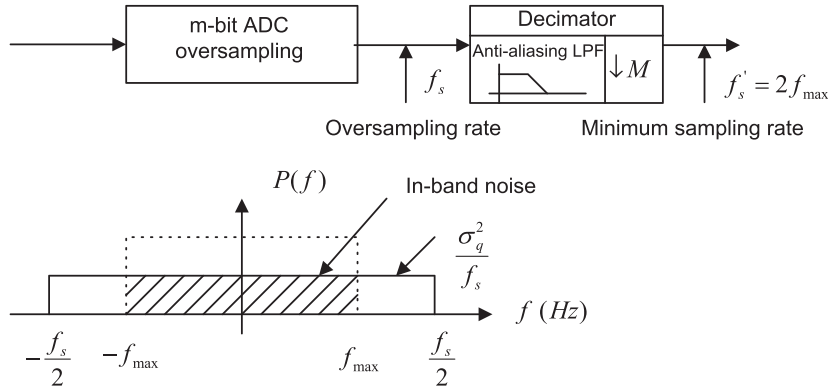 m-bit ADC
oversampling
Decimator
Anti-aliasing LPF
↓ M
f_s
f_s' = 2f_max
Oversampling rate
Minimum sampling rate
P(f)
In-band noise
σ_q^2 / f_s
f (Hz)
-f_s/2
-f_max
f_max
f_s/2